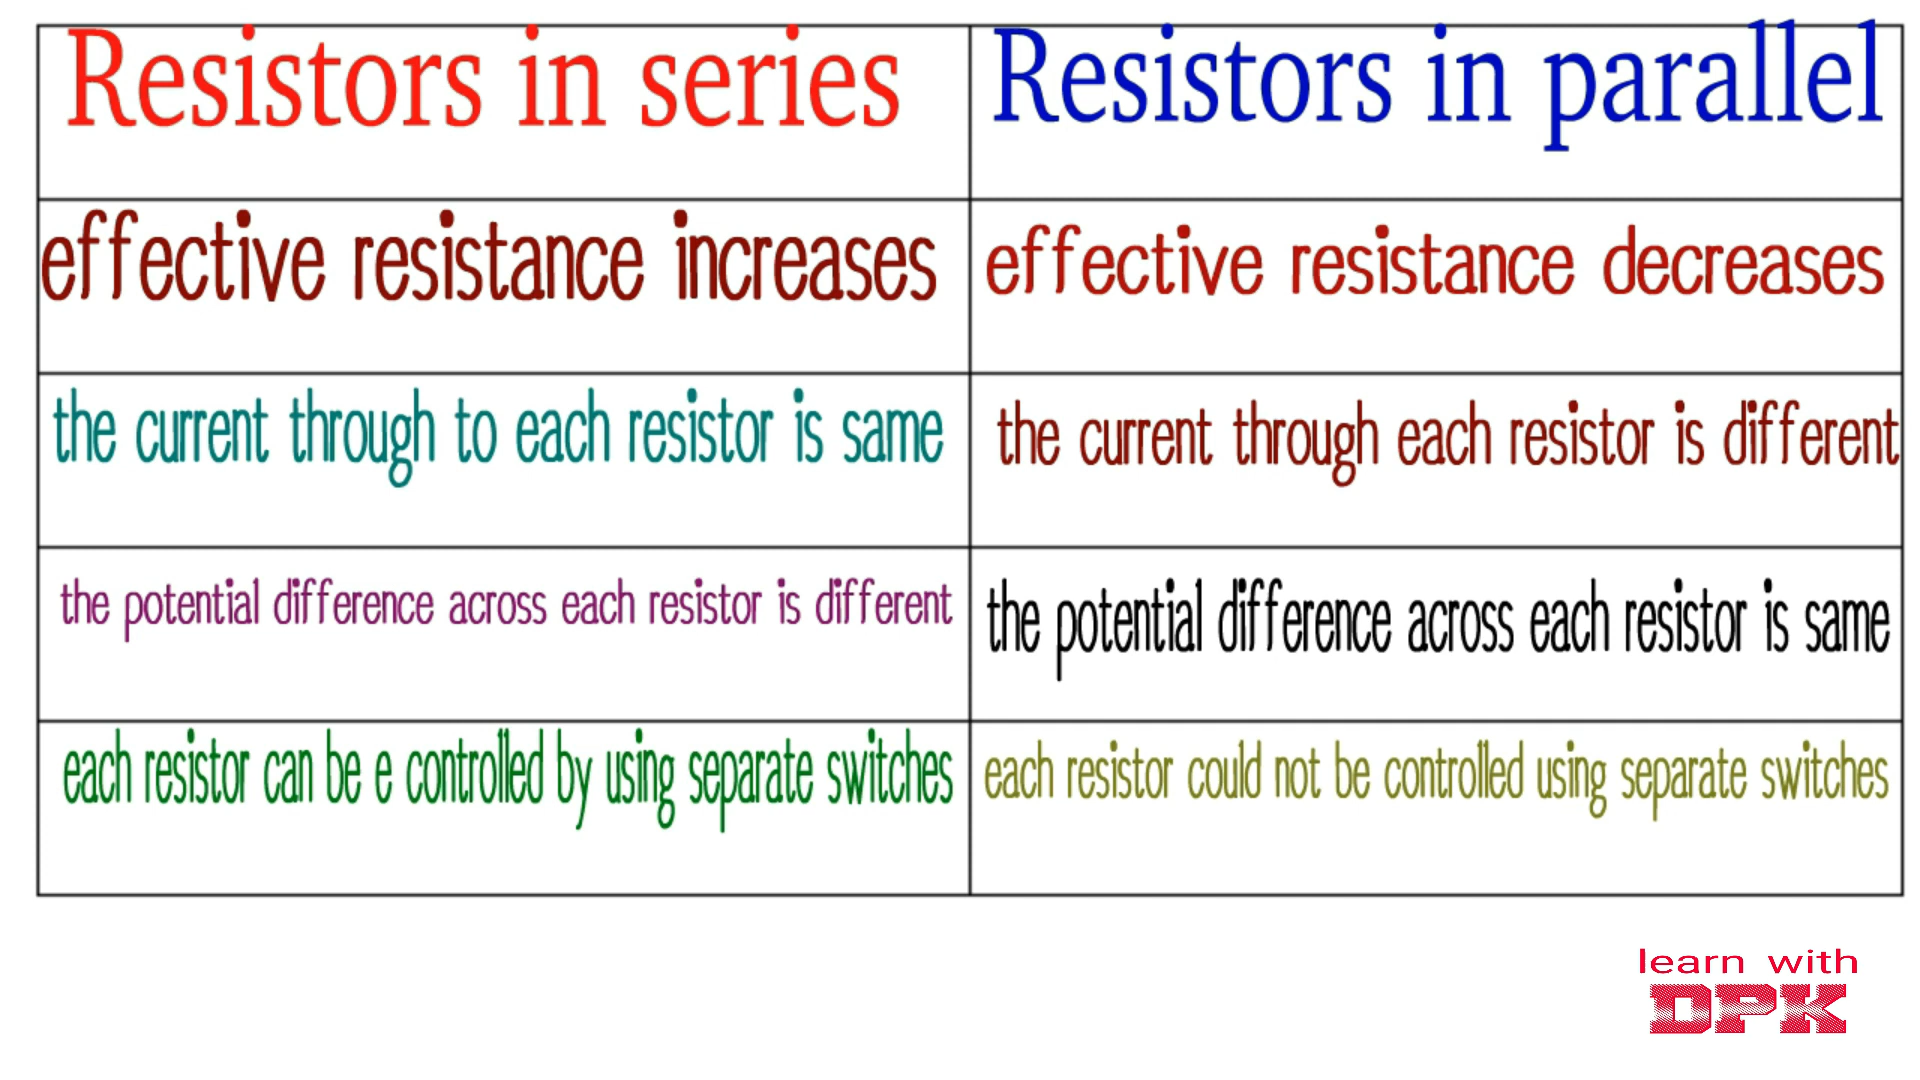 Resistors in series
Resistors in parallel
effective resistance increases
effective resistance decreases
the current through to each resistor is same
the current through each resistor is different
the potential difference across each resistor is different
the potential difference across each resistor is same
each resistor can be e controlled by using separate switches
each resistor could not be controlled using separate switches
learn with
DPK